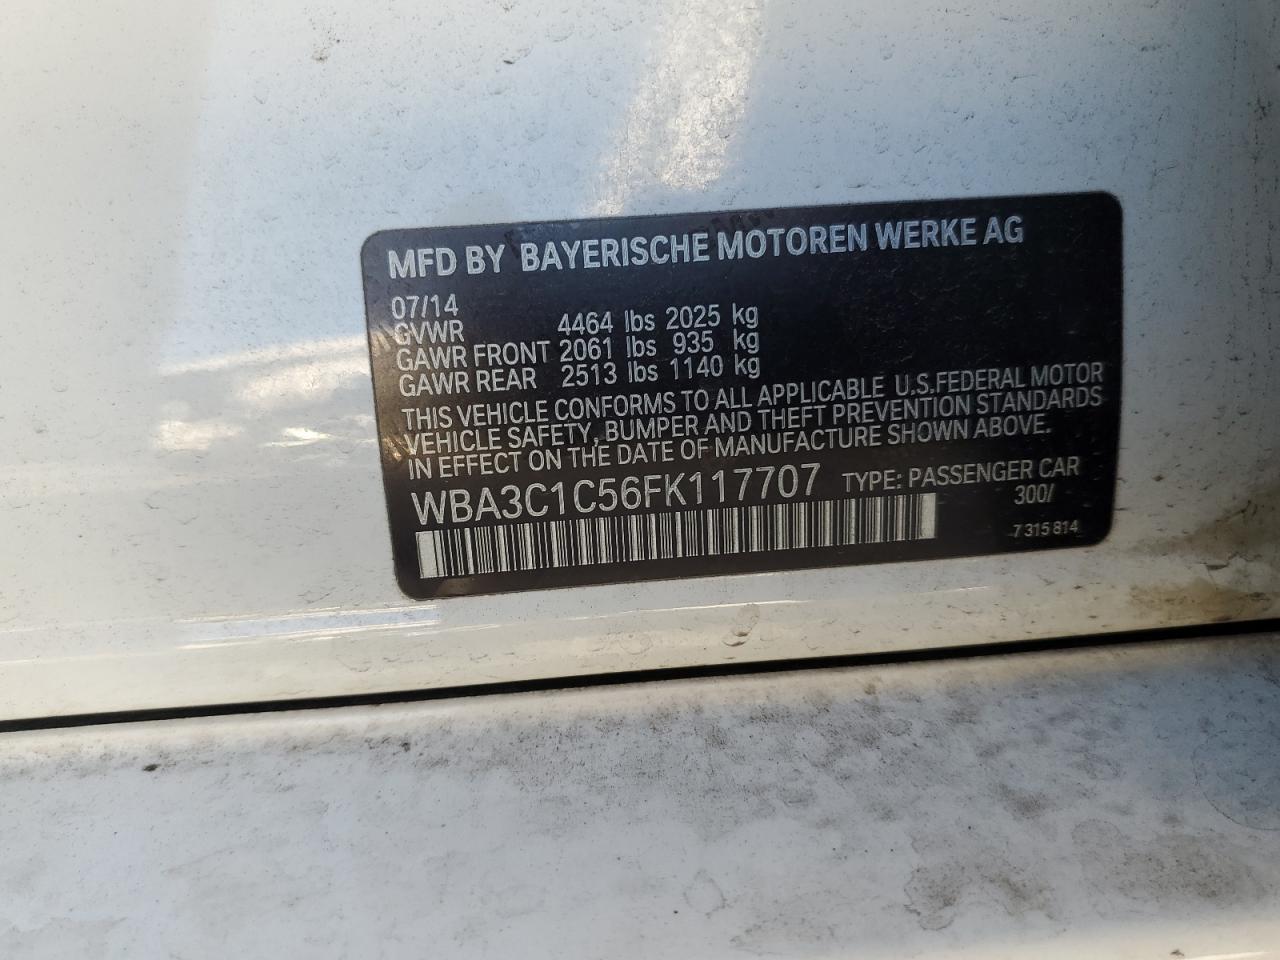 MFD BY BAYERISCHE MOTOREN WERKE AG
07/14
GVWR 4464 lbs 2025 kg
GAWR FRONT 2061 lbs 935 kg
GAWR REAR 2513 lbs 1140 kg
THIS VEHICLE CONFORMS TO ALL APPLICABLE U.S.FEDERAL MOTOR
VEHICLE SAFETY, BUMPER AND THEFT PREVENTION STANDARDS
IN EFFECT ON THE DATE OF MANUFACTURE SHOWN ABOVE.
WBA3C1C56FK117707 TYPE: PASSENGER CAR
300/
7 315 814